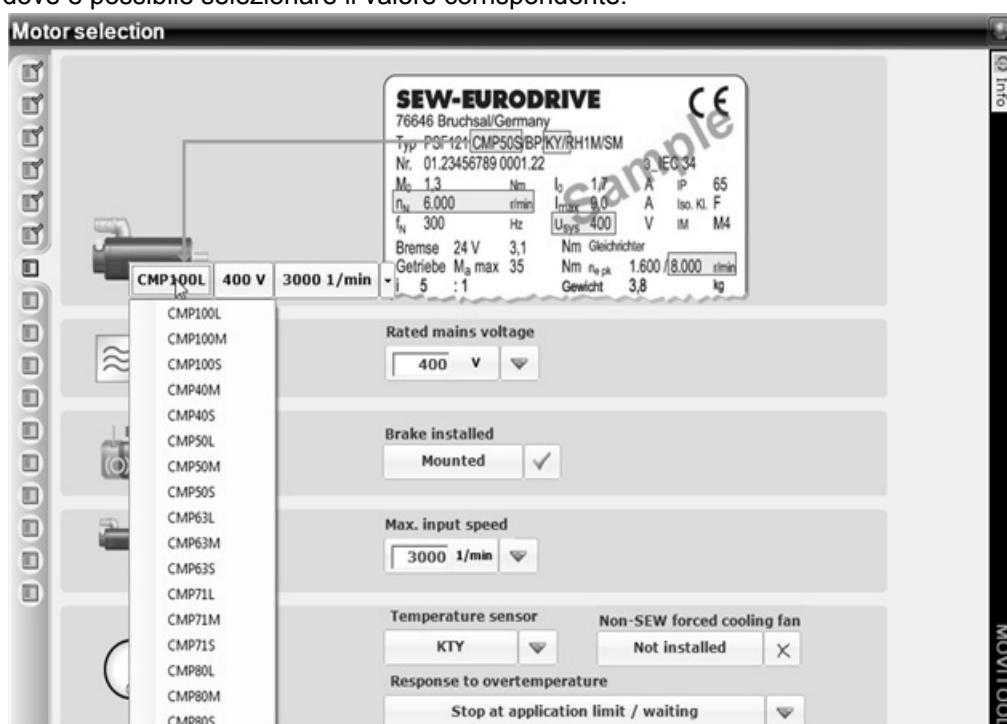 dove è possibile selezionare il valore corrispondente.
Motor selection
@ Info
SEW-EURODRIVE CE
76646 Bruchsal/Germany
Typ PSF121 CMP50S/BP/KY/RH1M/SM
Nr. 01.23456789 0001.22 3_IEC 34
M0 1,3 Nm I0 1,7 A IP 65
nN 6.000 r/min Imax 9,0 A Iso. Kl. F
fN 300 Hz Usys 400 V IM M4
Bremse 24 V 3,1 Nm Gleichrichter
Getriebe Ma max 35 Nm ne pk 1.600 / 8.000 r/min
i 5 :1 Gewicht 3,8 kg
Sample
CMP100L 400 V 3000 1/min
CMP100L
CMP100M
CMP100S
CMP40M
CMP40S
CMP50L
CMP50M
CMP50S
CMP63L
CMP63M
CMP63S
CMP71L
CMP71M
CMP71S
CMP80L
CMP80M
CMP80S
Rated mains voltage
400 V
Brake installed
Mounted
Max. input speed
3000 1/min
Temperature sensor
KTY
Non-SEW forced cooling fan
Not installed
Response to overtemperature
Stop at application limit / waiting